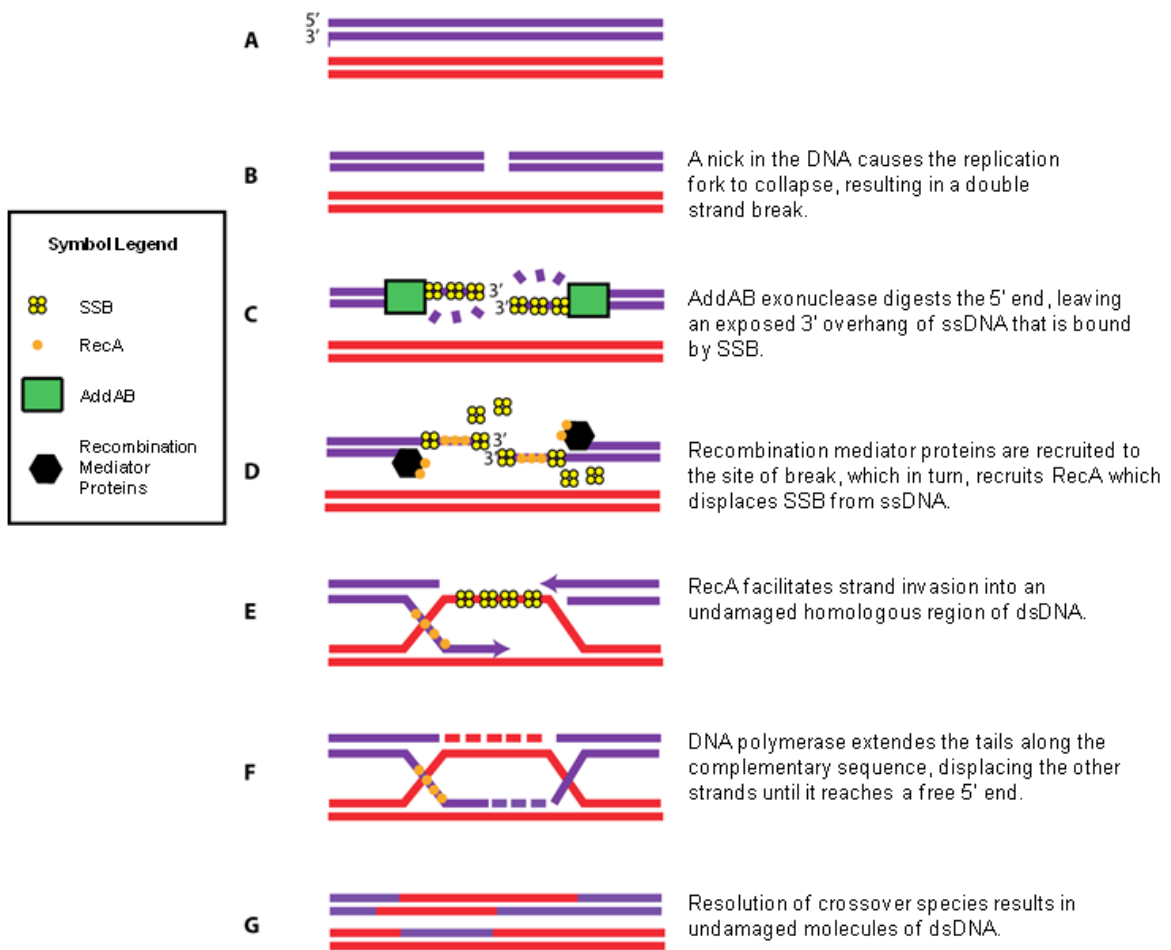 A
5′
3′
B
A nick in the DNA causes the replication
fork to collapse, resulting in a double
strand break.
Symbol Legend
SSB
RecA
AddAB
Recombination
Mediator
Proteins
C
3′
3′
AddAB exonuclease digests the 5′ end, leaving
an exposed 3′ overhang of ssDNA that is bound
by SSB.
D
3′
3′
Recombination mediator proteins are recruited to
the site of break, which in turn, recruits RecA which
displaces SSB from ssDNA.
E
RecA facilitates strand invasion into an
undamaged homologous region of dsDNA.
F
DNA polymerase extendes the tails along the
complementary sequence, displacing the other
strands until it reaches a free 5′ end.
G
Resolution of crossover species results in
undamaged molecules of dsDNA.